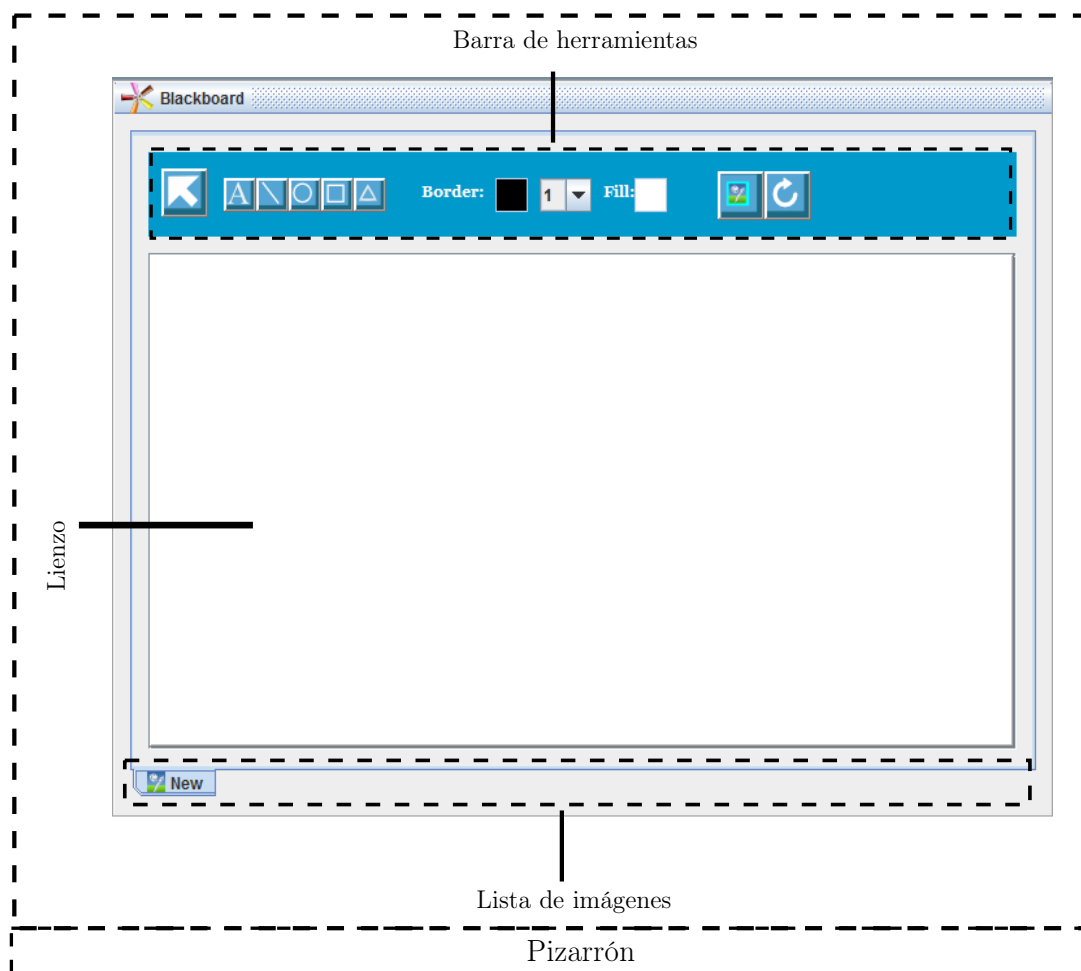 Barra de herramientas
Blackboard
A
Border:
1
Fill:
Lienzo
New
Lista de imágenes
Pizarrón